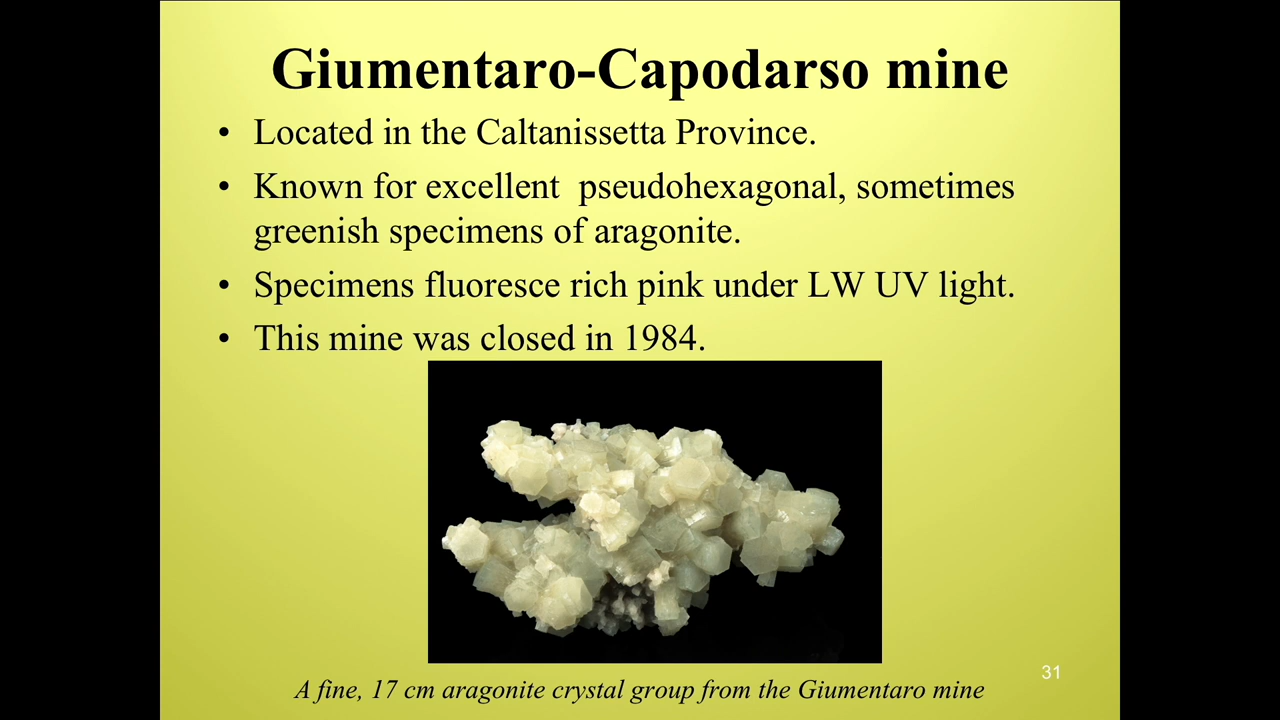 Giumentaro-Capodarso mine
• Located in the Caltanissetta Province.
• Known for excellent  pseudohexagonal, sometimes
greenish specimens of aragonite.
• Specimens fluoresce rich pink under LW UV light.
• This mine was closed in 1984.
31
A fine, 17 cm aragonite crystal group from the Giumentaro mine